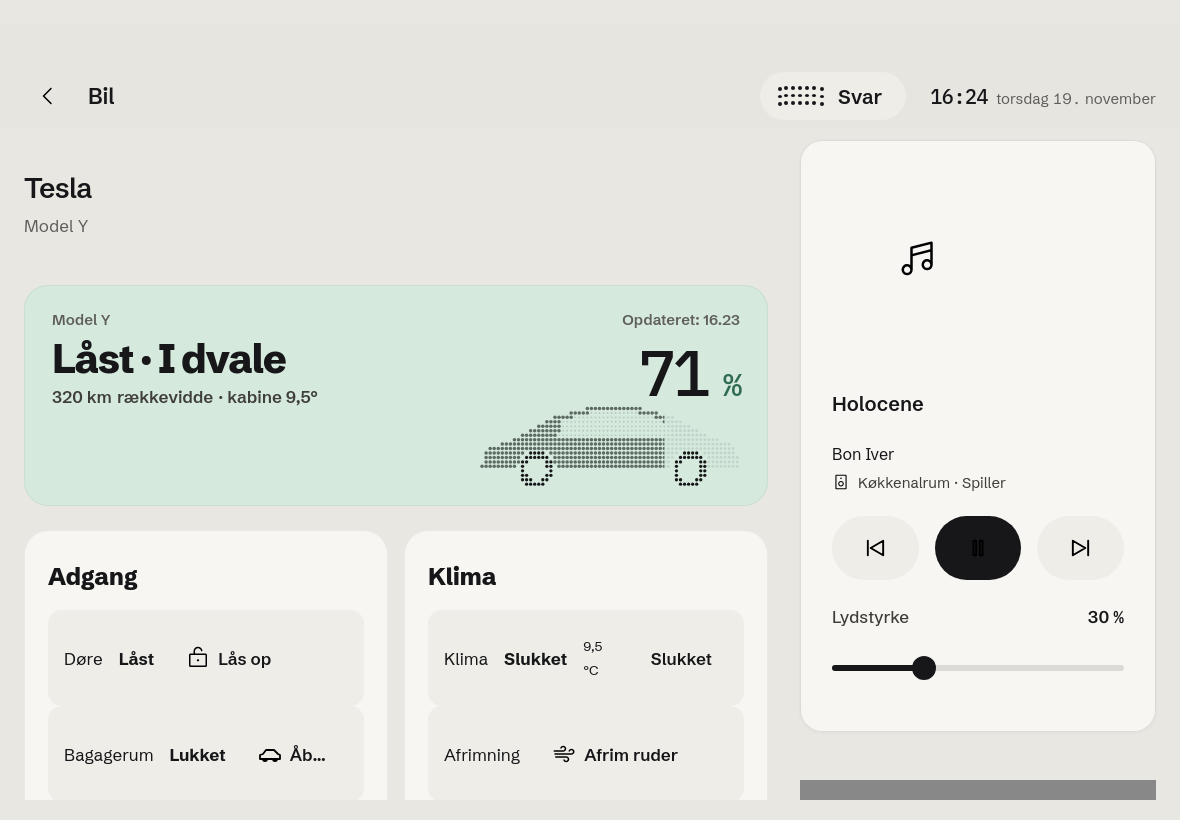 Bil
Svar
16:24 torsdag 19. november
Tesla
Model Y
Model Y
Opdateret: 16.23
Låst · I dvale
71 %
320 km rækkevidde · kabine 9,5°
Adgang
Døre Låst Lås op
Bagagerum Lukket Åb...
Klima
Klima Slukket 9,5 °C Slukket
Afrimning Afrim ruder
Holocene
Bon Iver
Køkkenalrum · Spiller
Lydstyrke 30 %